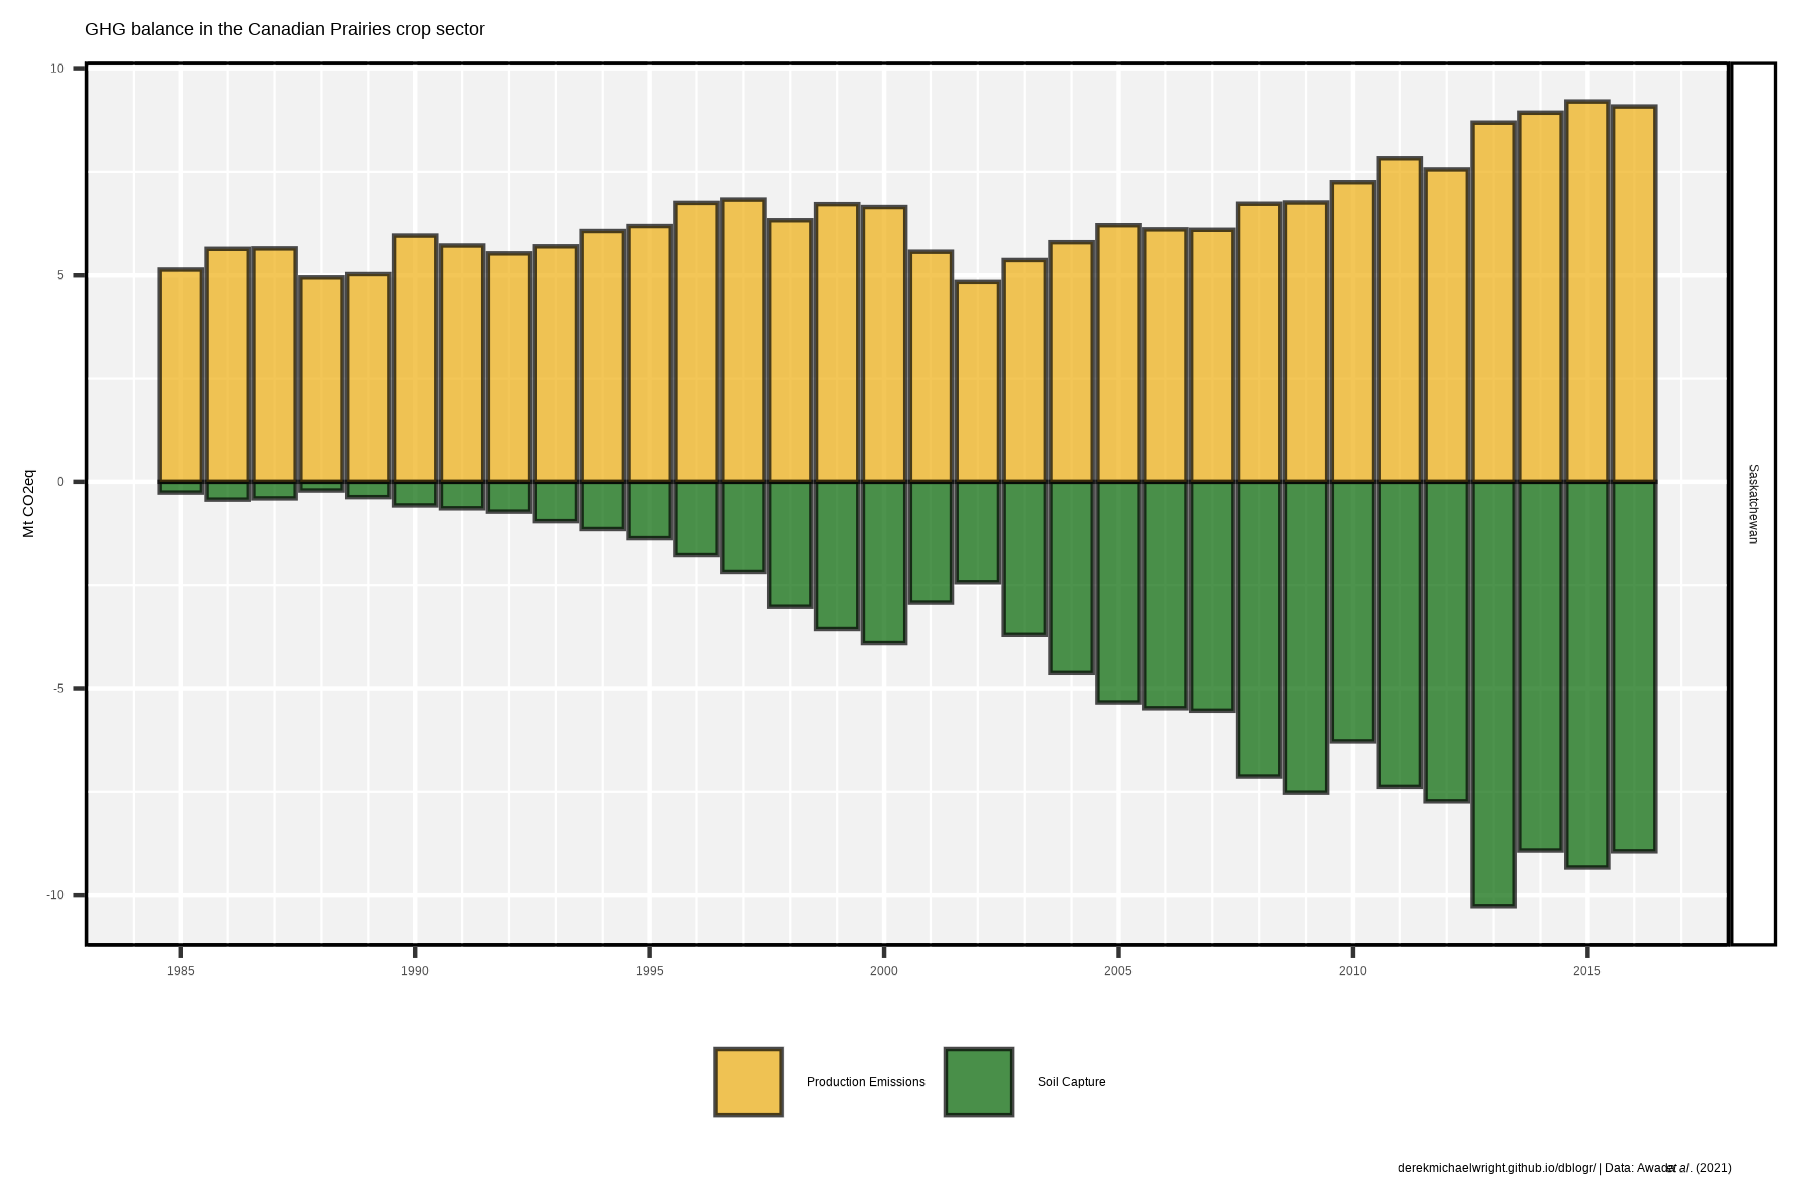 GHG balance in the Canadian Prairies crop sector
10
5
0
-5
-10
Mt CO2eq
Saskatchewan
1985 1990 1995 2000 2005 2010 2015
Production Emissions Soil Capture
derekmichaelwright.github.io/dblogr/ | Data: Awada et al. (2021)